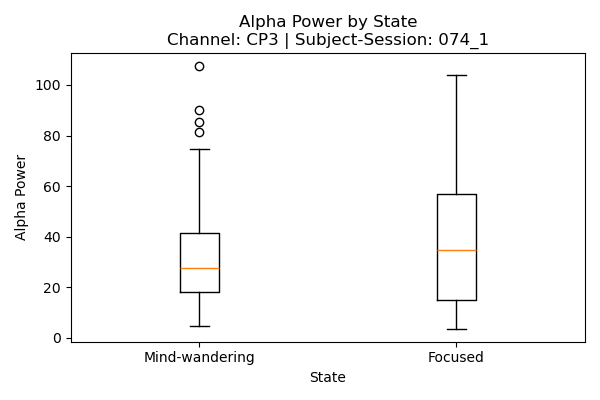 Alpha Power by State
Channel: CP3 | Subject-Session: 074_1
Alpha Power
100
80
60
40
20
0
Mind-wandering
Focused
State